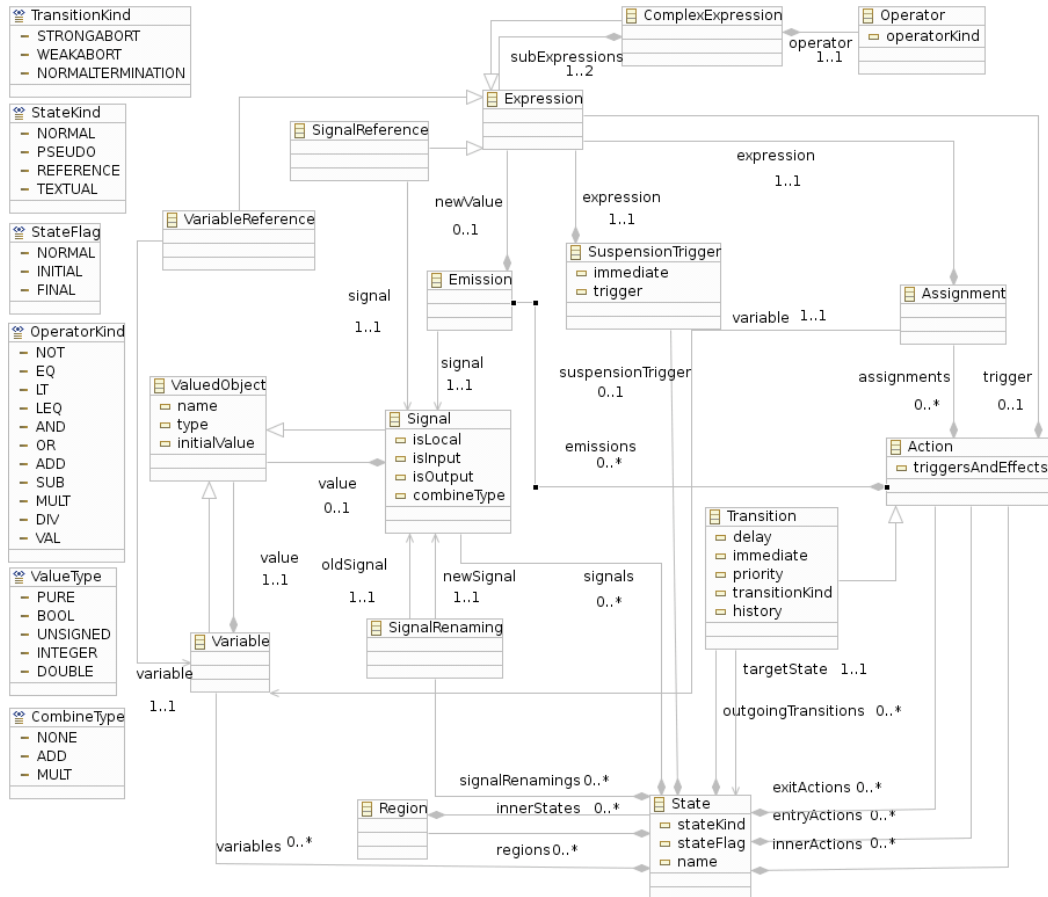 TransitionKind
STRONGABORT
WEAKABORT
NORMALTERMINATION
StateKind
NORMAL
PSEUDO
REFERENCE
TEXTUAL
StateFlag
NORMAL
INITIAL
FINAL
OperatorKind
NOT
EQ
LT
LEQ
AND
OR
ADD
SUB
MULT
DIV
VAL
ValueType
PURE
BOOL
UNSIGNED
INTEGER
DOUBLE
CombineType
NONE
ADD
MULT
ComplexExpression
Operator
operatorKind
subExpressions
1..2
operator
1..1
Expression
SignalReference
VariableReference
newValue
0..1
expression
1..1
expression
1..1
SuspensionTrigger
immediate
trigger
Emission
Assignment
signal
1..1
variable 1..1
signal
1..1
suspensionTrigger
0..1
assignments
0..*
trigger
0..1
ValuedObject
name
type
initialValue
Signal
isLocal
isInput
isOutput
combineType
emissions
0..*
Action
triggersAndEffects
value
0..1
Transition
delay
immediate
priority
transitionKind
history
value
1..1
oldSignal
1..1
newSignal
1..1
signals
0..*
SignalRenaming
Variable
variable
1..1
targetState 1..1
outgoingTransitions 0..*
signalRenamings 0..*
exitActions 0..*
Region
innerStates 0..*
State
stateKind
stateFlag
name
entryActions 0..*
innerActions 0..*
variables 0..*
regions 0..*